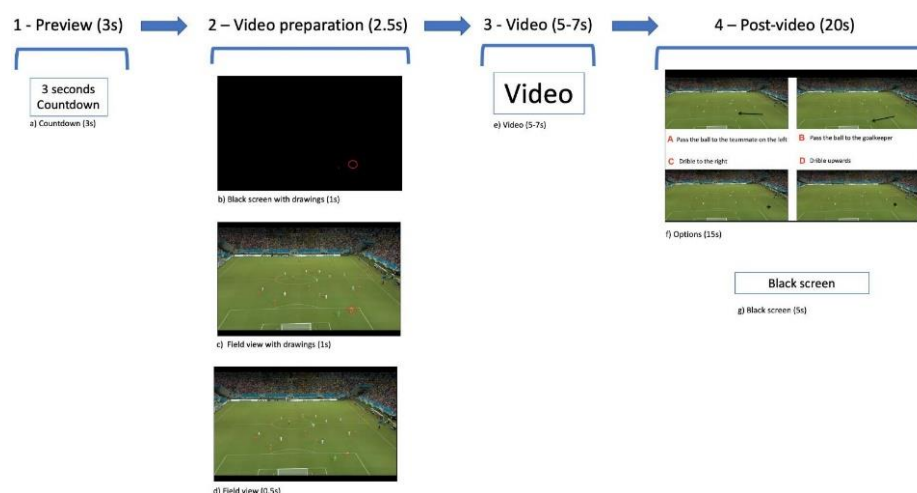 1 - Preview (3s)
2 – Video preparation (2.5s)
3 - Video (5-7s)
4 – Post-video (20s)
3 seconds
Countdown
a) Countdown (3s)
b) Black screen with drawings (1s)
c) Field view with drawings (1s)
d) Field view (0.5s)
Video
e) Video (5-7s)
A Pass the ball to the teammate on the left
B Pass the ball to the goalkeeper
C Drible to the right
D Drible upwards
f) Options (15s)
Black screen
g) Black screen (5s)